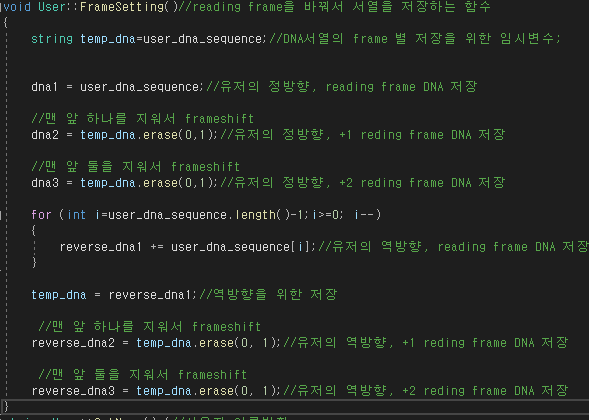 void User::FrameSetting()//reading frame을 바꿔서 서열을 저장하는 함수
{
string temp_dna=user_dna_sequence;//DNA서열의 frame 별 저장을 위한 임시변수;
dna1 = user_dna_sequence;//유저의 정방향, reading frame DNA 저장
//맨 앞 하나를 지워서 frameshift
dna2 = temp_dna.erase(0,1);//유저의 정방향, +1 reding frame DNA 저장
//맨 앞 둘을 지워서 frameshift
dna3 = temp_dna.erase(0,1);//유저의 정방향, +2 reding frame DNA 저장
for (int i=user_dna_sequence.length()-1;i>=0; i--)
{
reverse_dna1 += user_dna_sequence[i];//유저의 역방향, reading frame DNA 저장
}
temp_dna = reverse_dna1;//역방향을 위한 저장
//맨 앞 하나를 지워서 frameshift
reverse_dna2 = temp_dna.erase(0, 1);//유저의 역방향, +1 reding frame DNA 저장
//맨 앞 둘을 지워서 frameshift
reverse_dna3 = temp_dna.erase(0, 1);//유저의 역방향, +2 reding frame DNA 저장
}